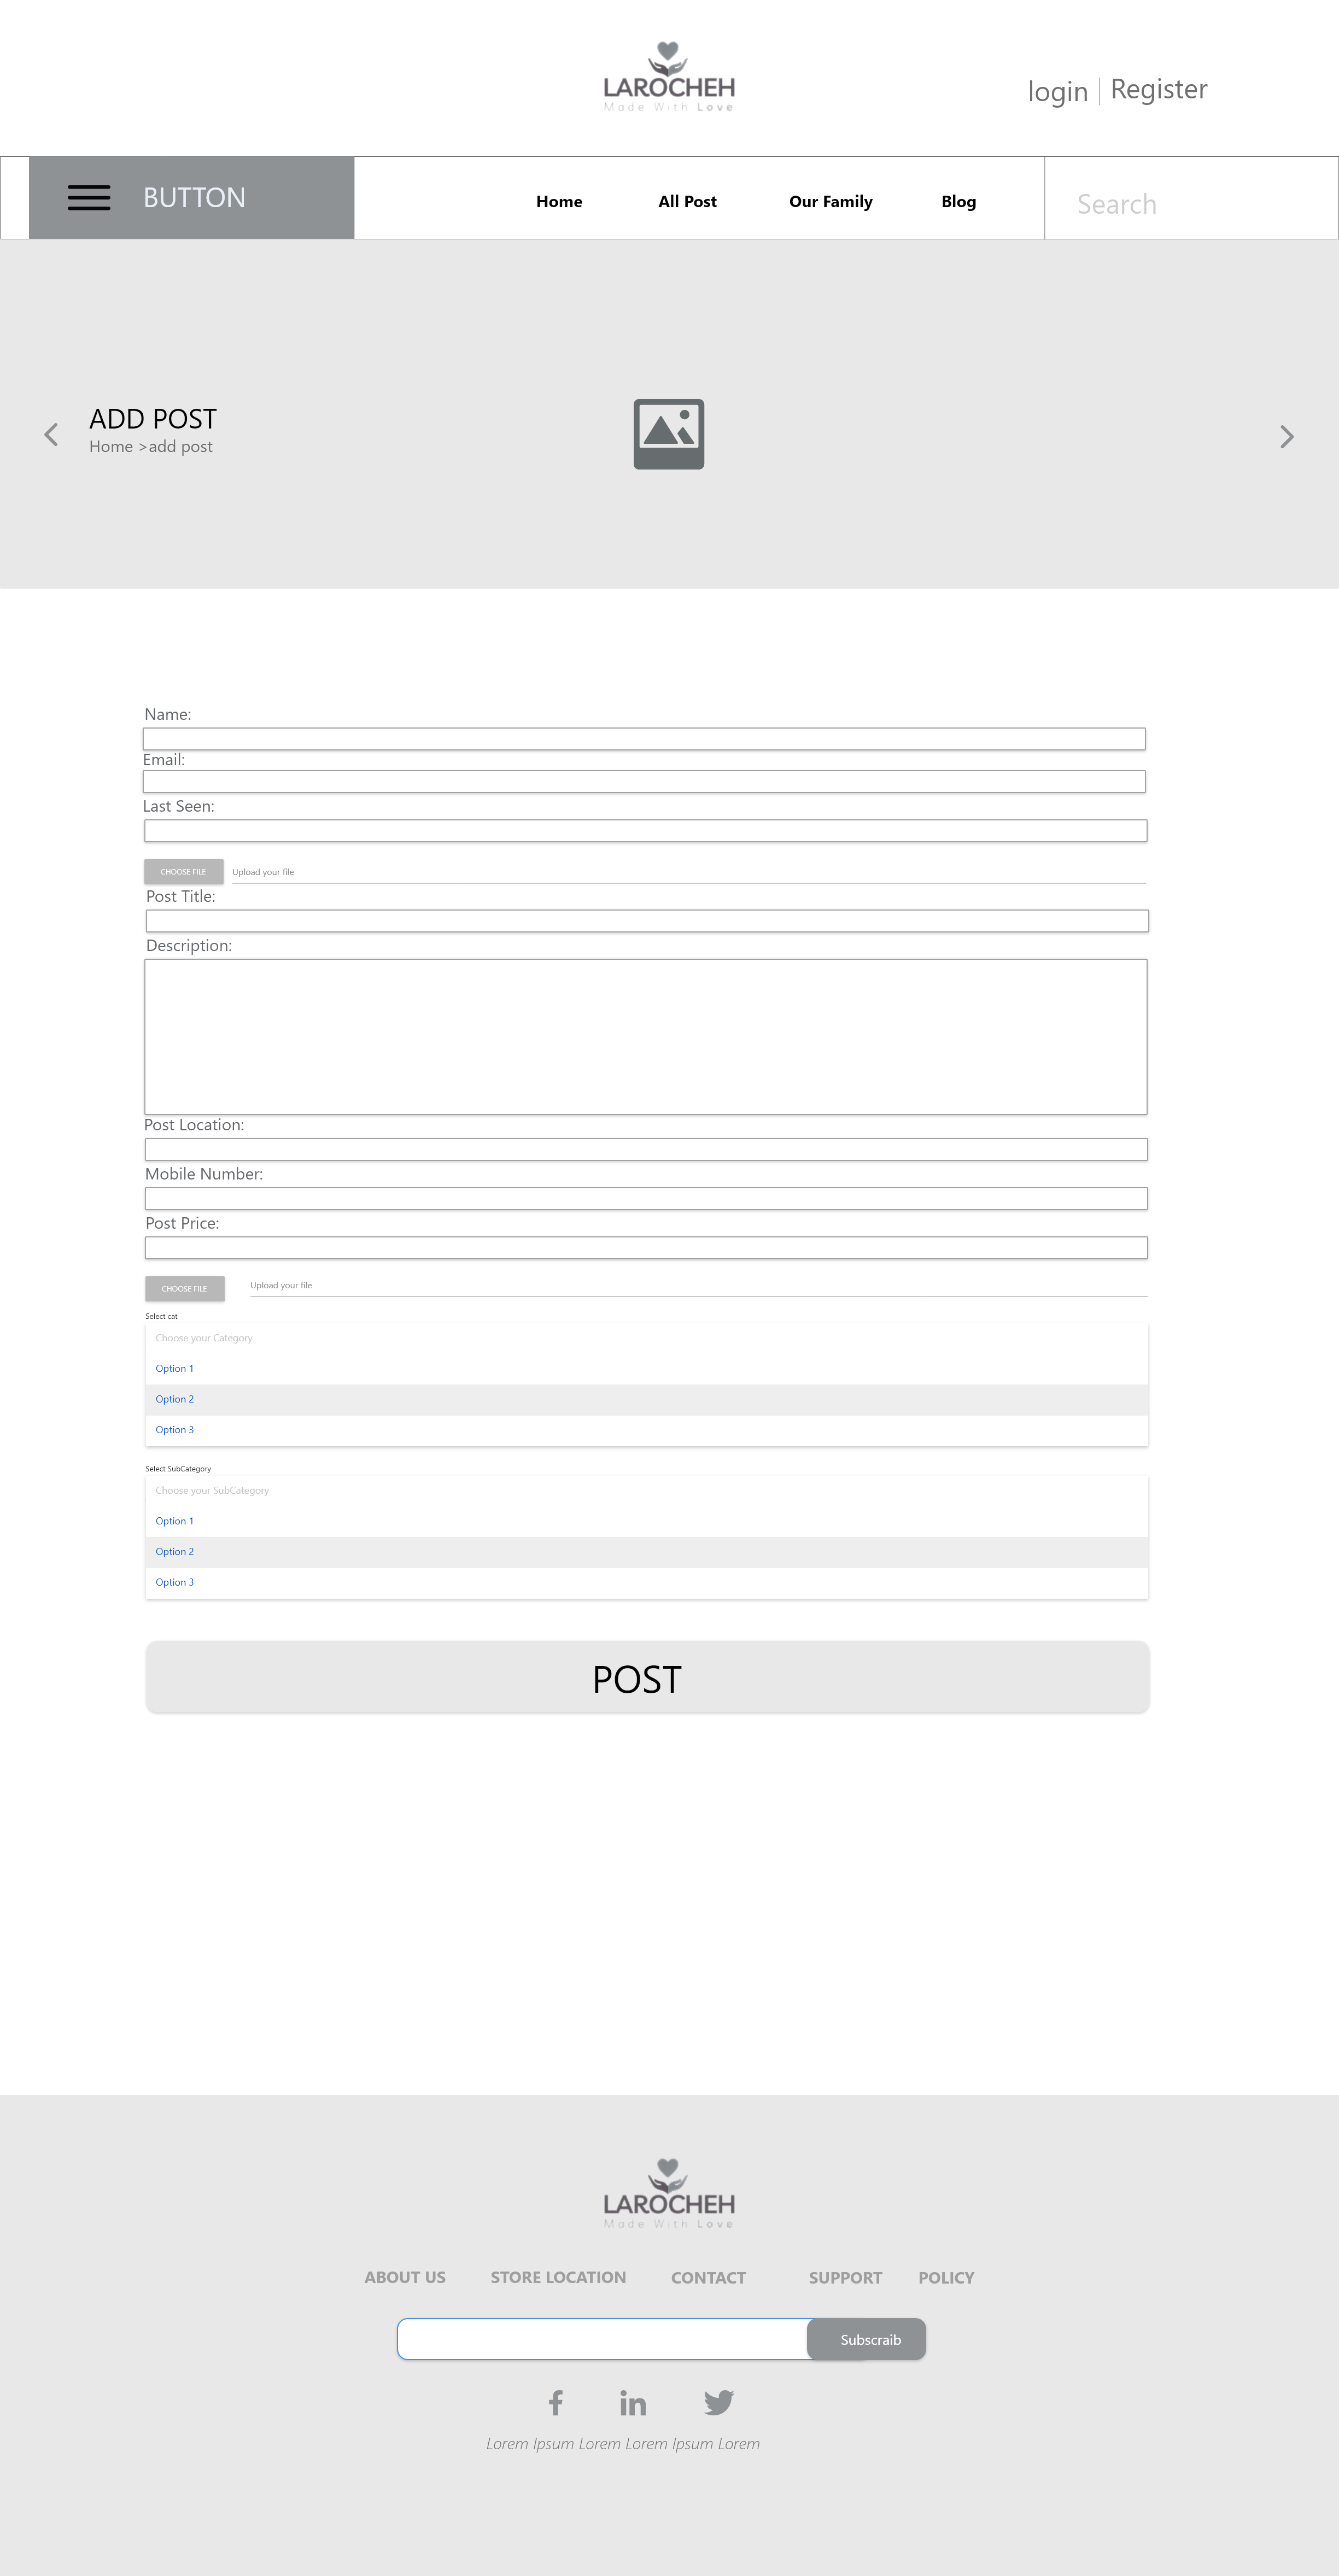 LAROCHEH
Made With Love
login | Register
BUTTON
Home
All Post
Our Family
Blog
Search
ADD POST
Home >add post
Name:
Email:
Last Seen:
CHOOSE FILE
Upload your file
Post Title:
Description:
Post Location:
Mobile Number:
Post Price:
CHOOSE FILE
Upload your file
Select cat
Choose your Category
Option 1
Option 2
Option 3
Select SubCategory
Choose your SubCategory
Option 1
Option 2
Option 3
POST
LAROCHEH
Made With Love
ABOUT US
STORE LOCATION
CONTACT
SUPPORT
POLICY
Subscraib
Lorem Ipsum Lorem Lorem Ipsum Lorem